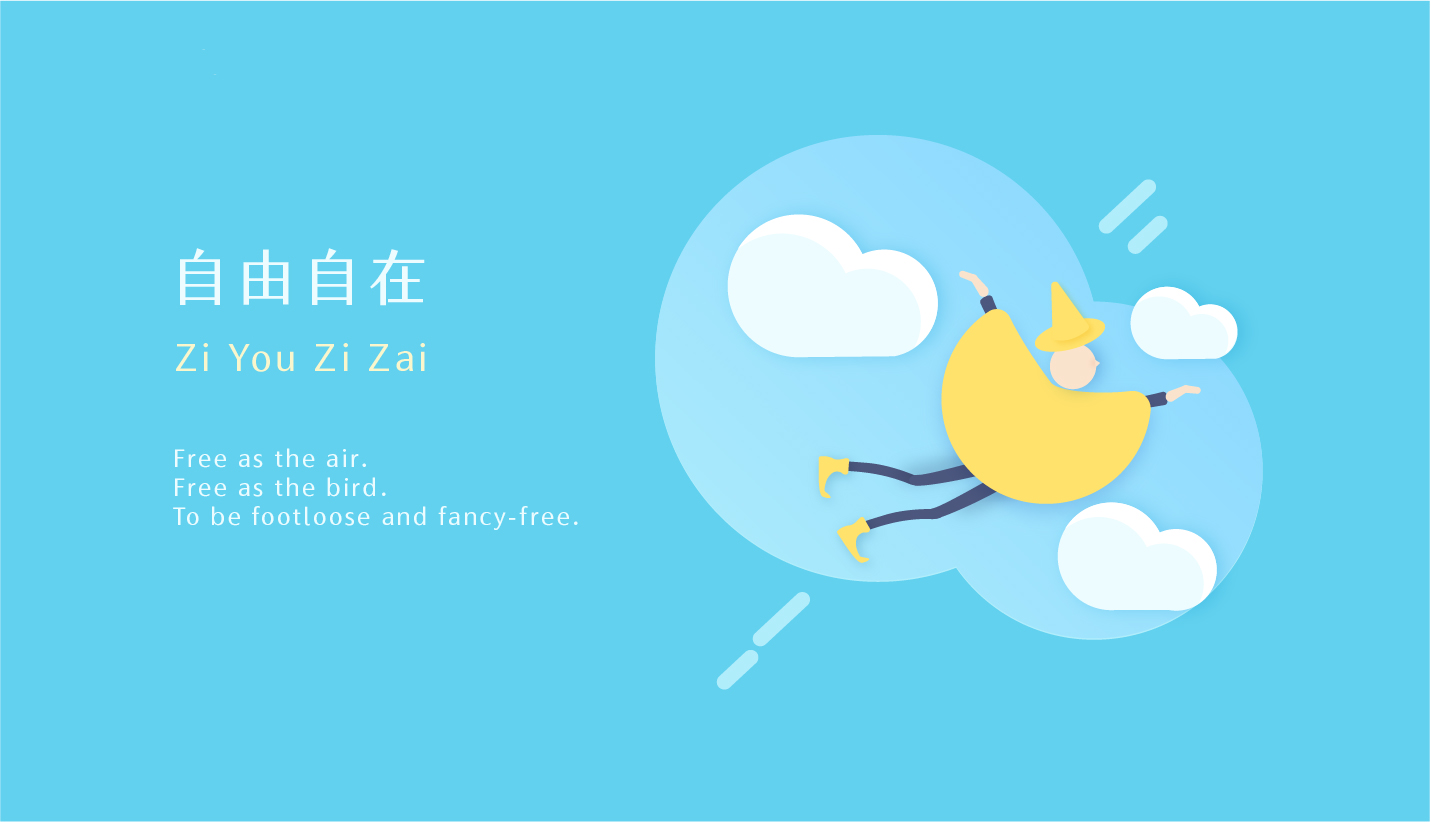 自由自在
Zi You Zi Zai
Free as the air.
Free as the bird.
To be footloose and fancy-free.